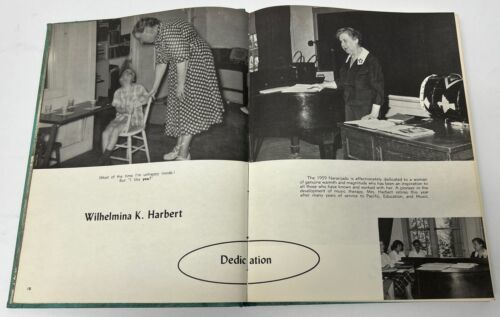 Most of the time I'm unhappy inside!
But "I like you!"
The 1959 Naranjado is affectionately dedicated to a woman
of genuine warmth and magnitude who has been an inspiration to
all those who have known and worked with her. A pioneer in the
development of music therapy, Mrs. Harbert retires this year
after many years of service to Pacific, Education, and Music.
Wilhelmina K. Harbert
Dedication